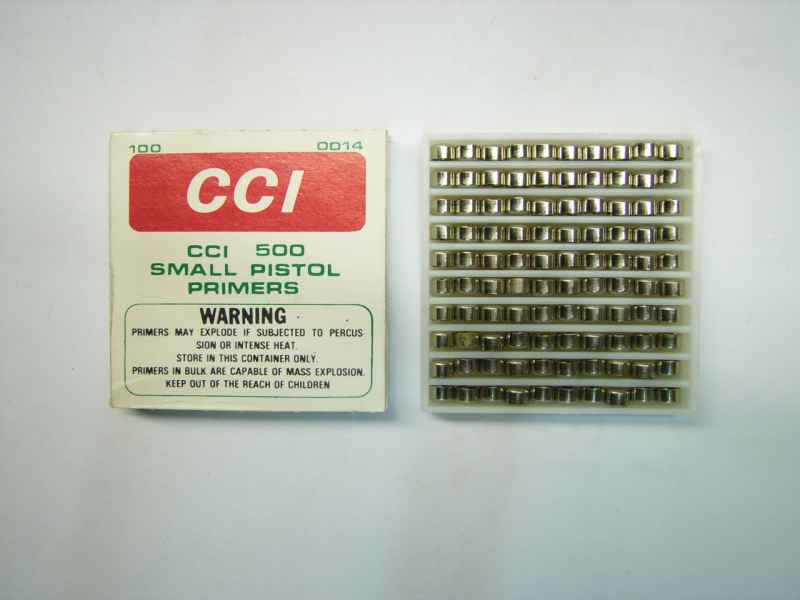 100 0014
CCI
CCI 500
SMALL PISTOL
PRIMERS
WARNING
PRIMERS MAY EXPLODE IF SUBJECTED TO PERCUS
SION OR INTENSE HEAT.
STORE IN THIS CONTAINER ONLY.
PRIMERS IN BULK ARE CAPABLE OF MASS EXPLOSION.
KEEP OUT OF THE REACH OF CHILDREN